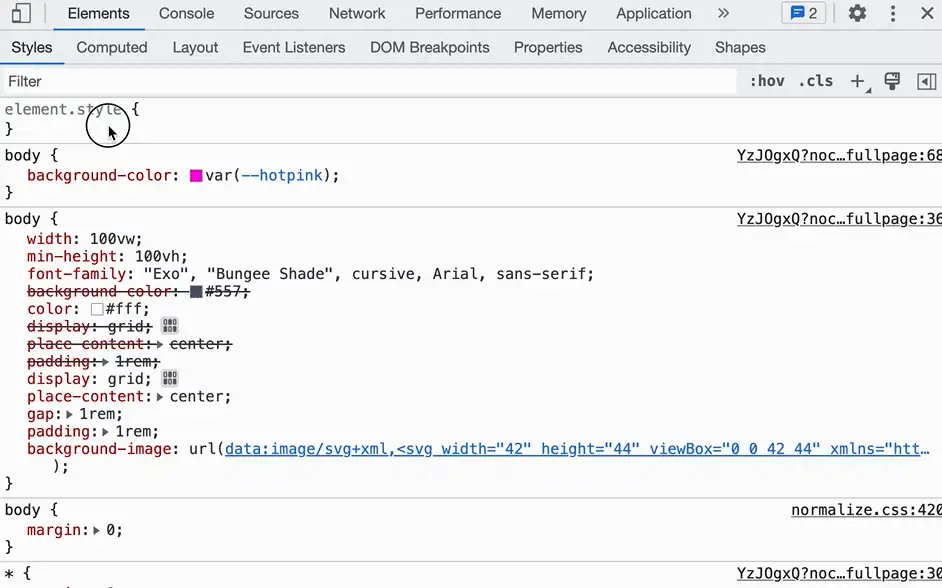 Elements Console Sources Network Performance Memory Application » 2
Styles Computed Layout Event Listeners DOM Breakpoints Properties Accessibility Shapes
Filter :hov .cls +
element.style {
}
body { YzJOgxQ?noc…fullpage:68
background-color: var(--hotpink);
}
body { YzJOgxQ?noc…fullpage:36
width: 100vw;
min-height: 100vh;
font-family: "Exo", "Bungee Shade", cursive, Arial, sans-serif;
background-color: #557;
color: #fff;
display: grid;
place-content: center;
padding: 1rem;
display: grid;
place-content: center;
gap: 1rem;
padding: 1rem;
background-image: url(data:image/svg+xml,<svg width="42" height="44" viewBox="0 0 42 44" xmlns="htt…
);
}
body { normalize.css:420
margin: 0;
}
* { YzJOgxQ?noc…fullpage:30